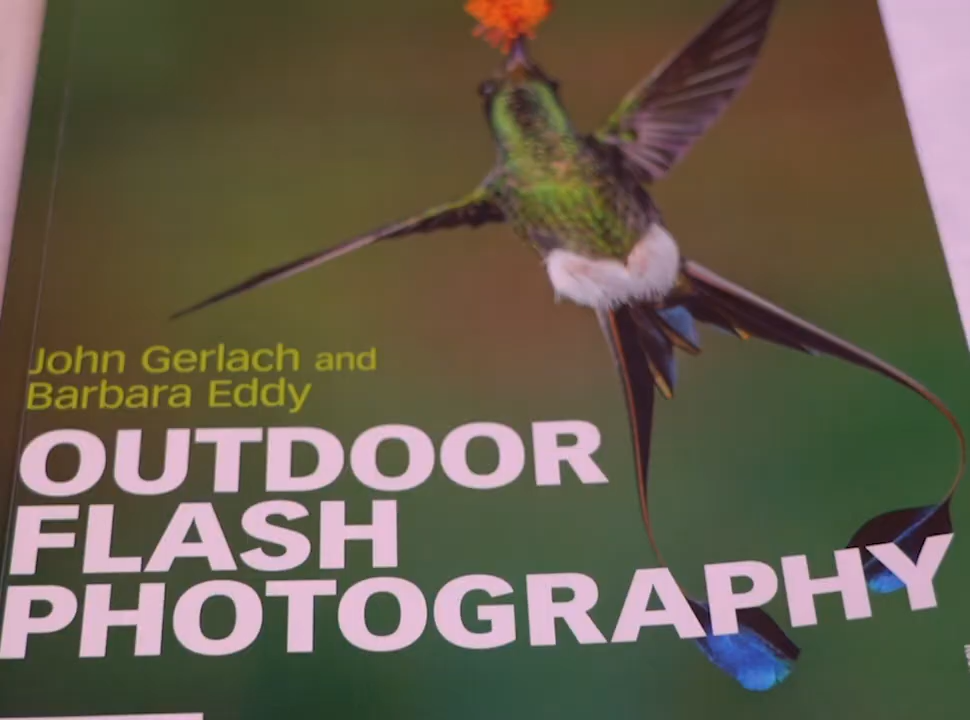 John Gerlach and
Barbara Eddy
OUTDOOR
FLASH
PHOTOGRAPHY